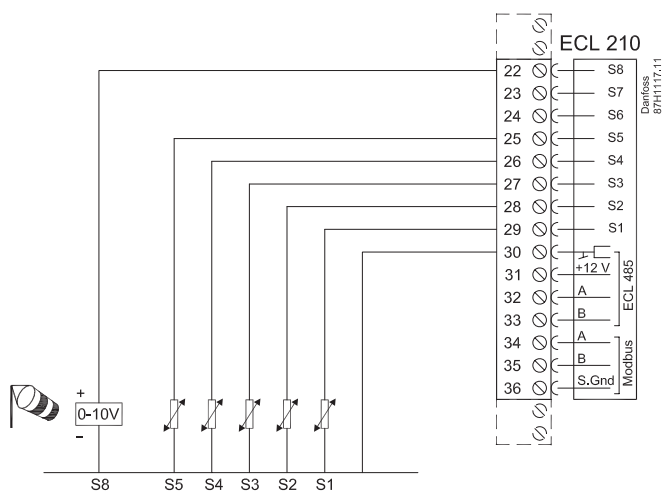 ECL 210
Danfoss
87H1117.11
22 S8
23 S7
24 S6
25 S5
26 S4
27 S3
28 S2
29 S1
30
31 +12 V
32 A
33 B
ECL 485
34 A
35 B
36 S.Gnd
Modbus
+
0-10V
–
S8 S5 S4 S3 S2 S1